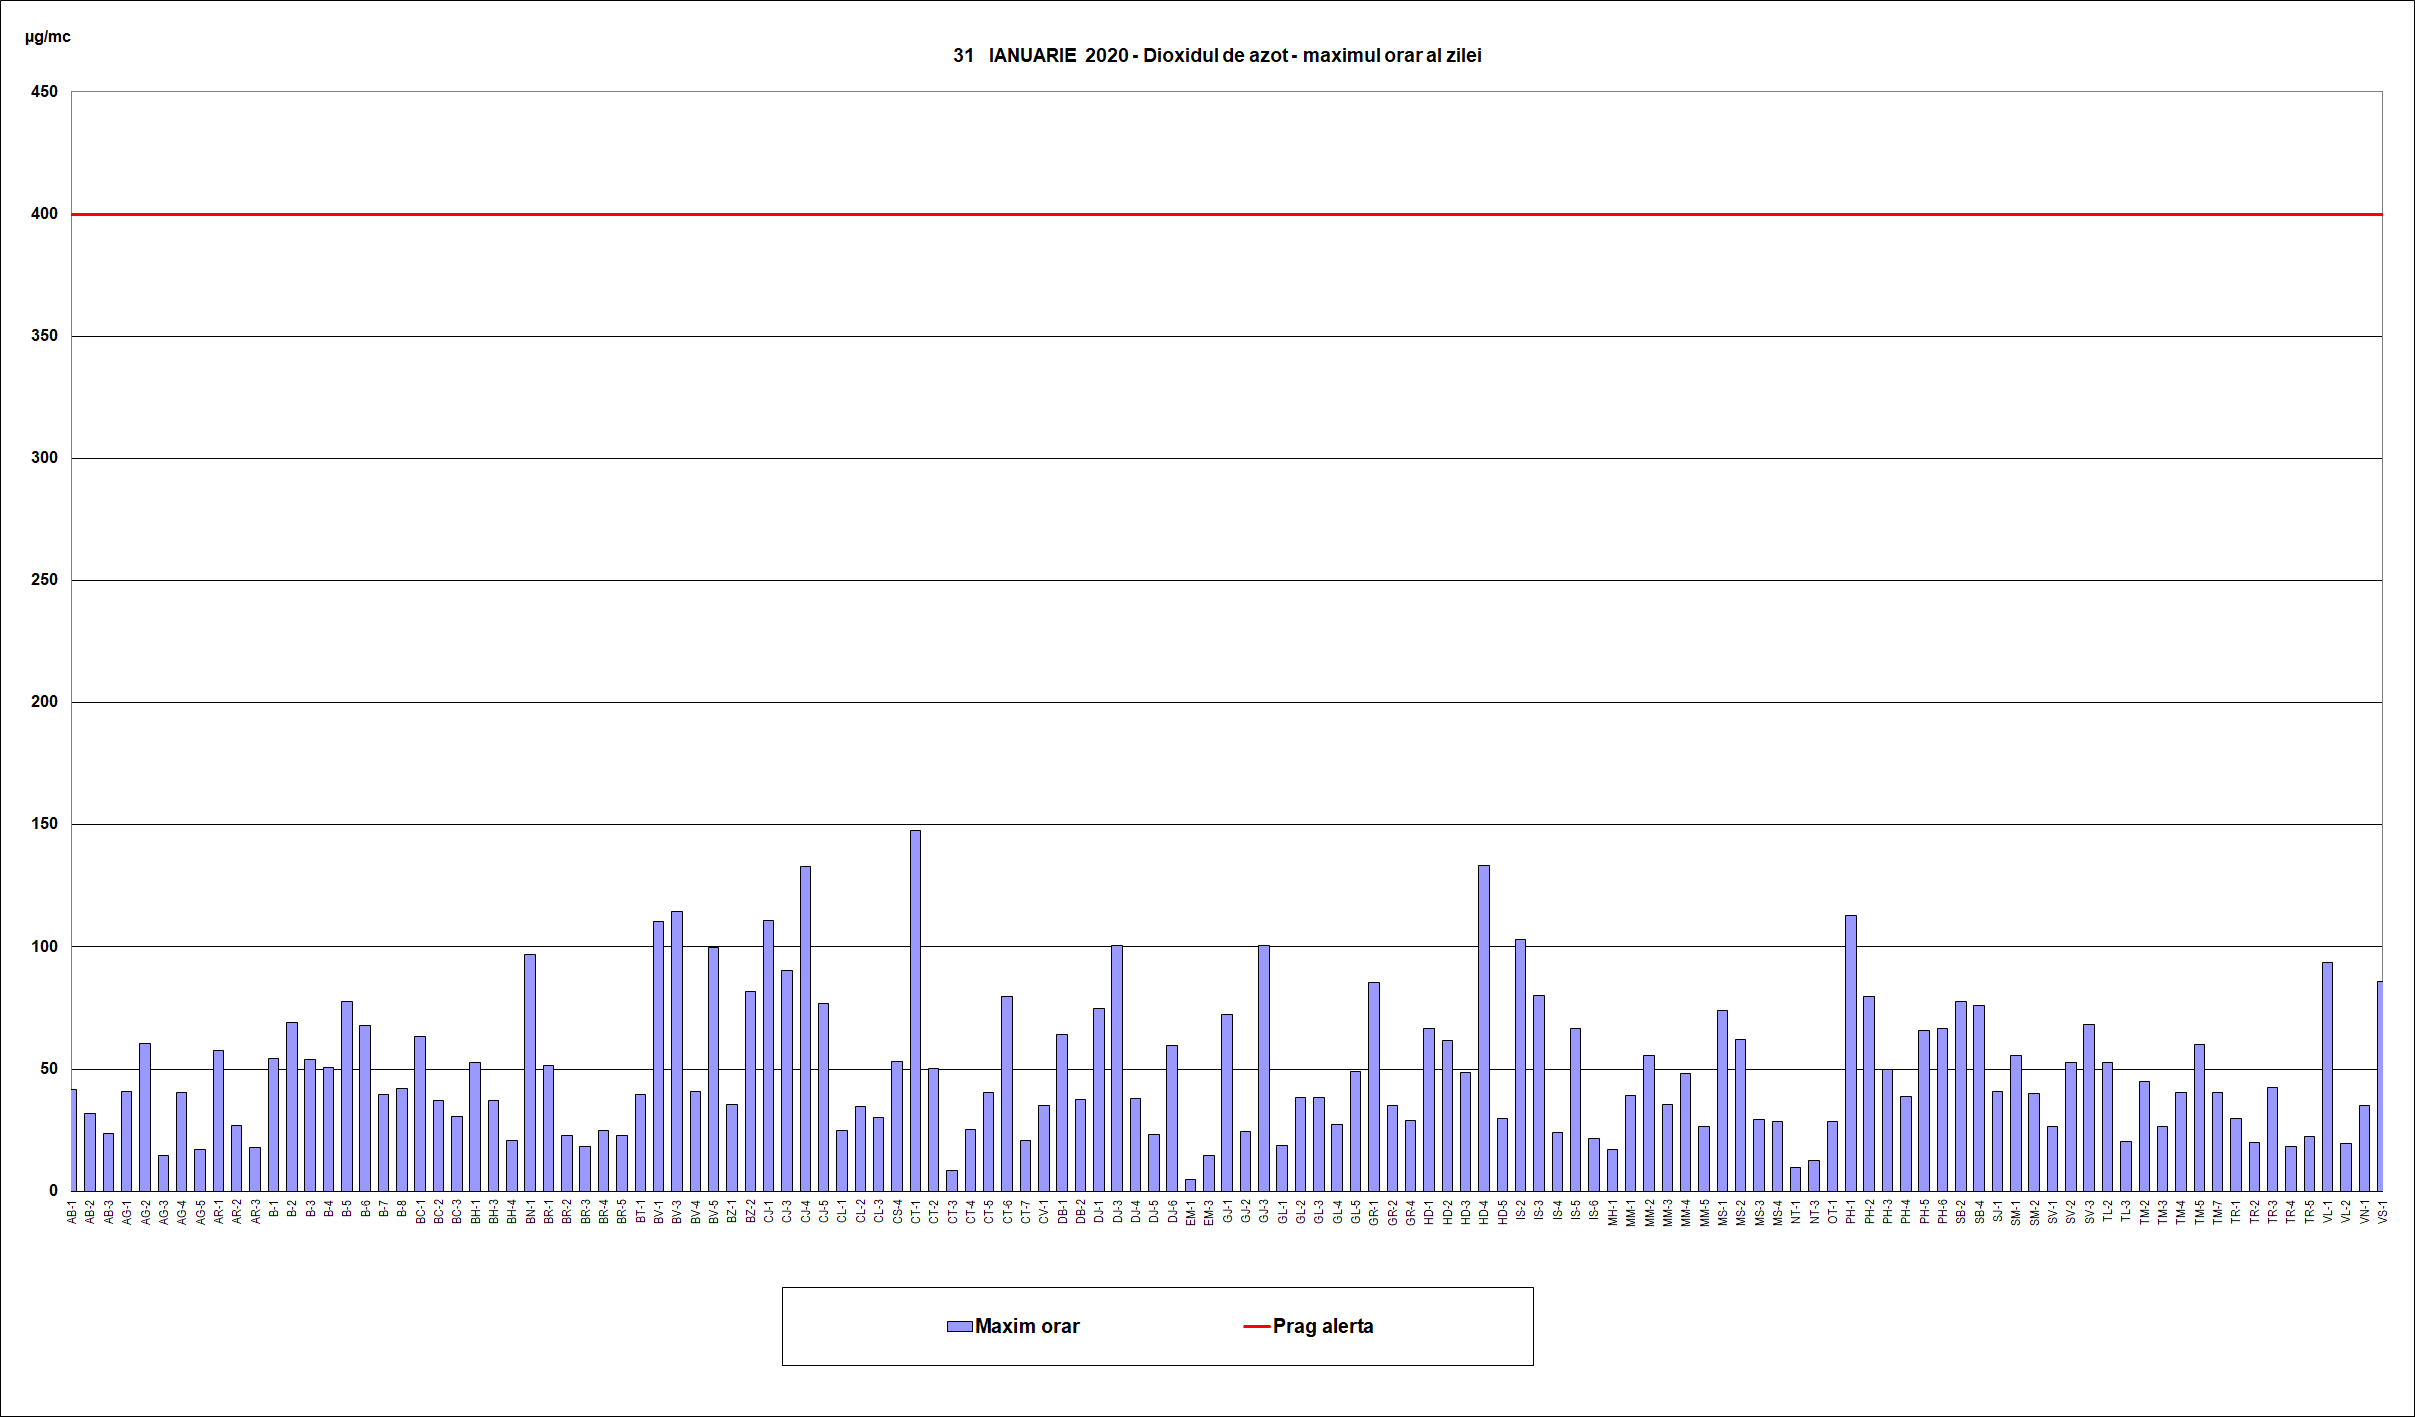 µg/mc
31 IANUARIE 2020 - Dioxidul de azot - maximul orar al zilei
450
400
350
300
250
200
150
100
50
0
AB-1 AB-2 AB-3 AG-1 AG-2 AG-3 AG-4 AG-5 AR-1 AR-2 AR-3 B-1 B-2 B-3 B-4 B-5 B-6 B-7 B-8 BC-1 BC-2 BC-3 BH-1 BH-3 BH-4 BN-1 BR-1 BR-2 BR-3 BR-4 BR-5 BT-1 BV-1 BV-3 BV-4 BV-5 BZ-1 BZ-2 CJ-1 CJ-3 CJ-4 CJ-5 CL-1 CL-2 CL-3 CS-4 CT-1 CT-2 CT-3 CT-4 CT-5 CT-6 CT-7 CV-1 DB-1 DB-2 DJ-1 DJ-3 DJ-4 DJ-5 DJ-6 EM-1 EM-3 GJ-1 GJ-2 GJ-3 GL-1 GL-2 GL-3 GL-4 GL-5 GR-1 GR-2 GR-4 HD-1 HD-2 HD-3 HD-4 HD-5 IS-2 IS-3 IS-4 IS-5 IS-6 MH-1 MM-1 MM-2 MM-3 MM-4 MM-5 MS-1 MS-2 MS-3 MS-4 NT-1 NT-3 OT-1 PH-1 PH-2 PH-3 PH-4 PH-5 PH-6 SB-2 SB-4 SJ-1 SM-1 SM-2 SV-1 SV-2 SV-3 TL-2 TL-3 TM-2 TM-3 TM-4 TM-5 TM-7 TR-1 TR-2 TR-3 TR-4 TR-5 VL-1 VL-2 VN-1 VS-1
Maxim orar Prag alerta